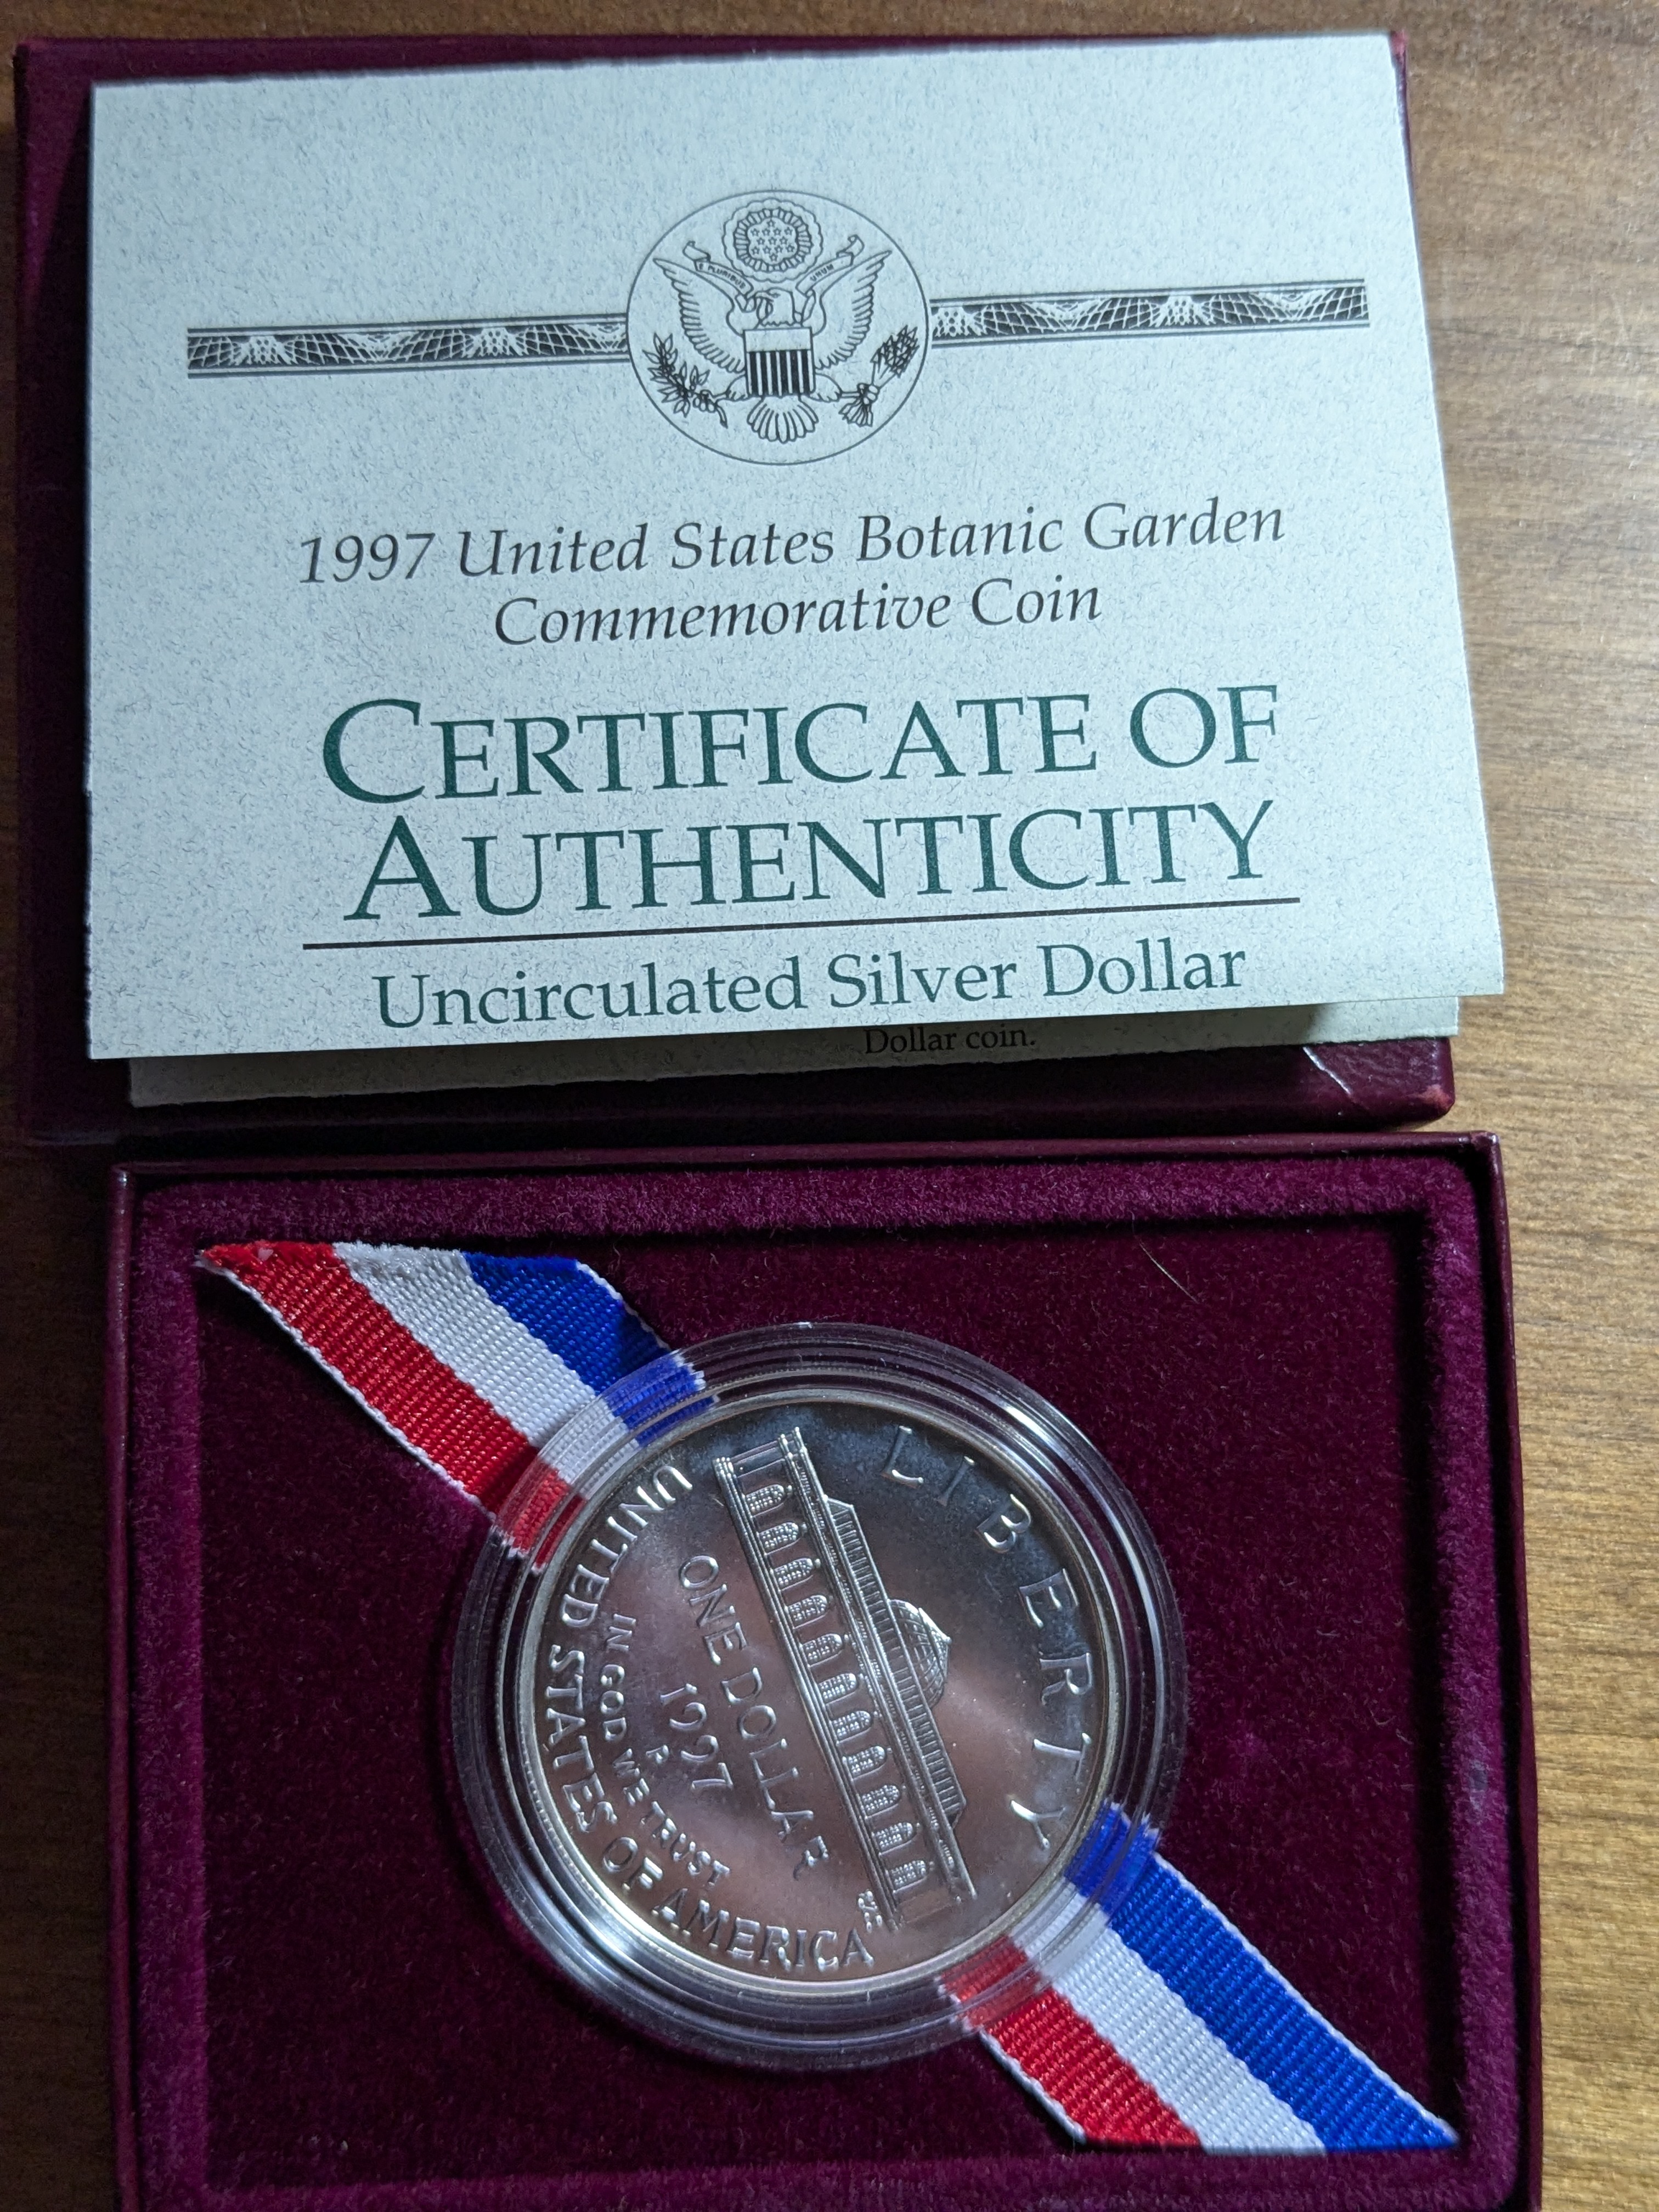 E PLURIBUS UNUM
1997 United States Botanic Garden
Commemorative Coin
CERTIFICATE OF
AUTHENTICITY
Uncirculated Silver Dollar
Dollar coin.
LIBERTY
ONE DOLLAR
1997
P
IN GOD WE TRUST
UNITED STATES OF AMERICA